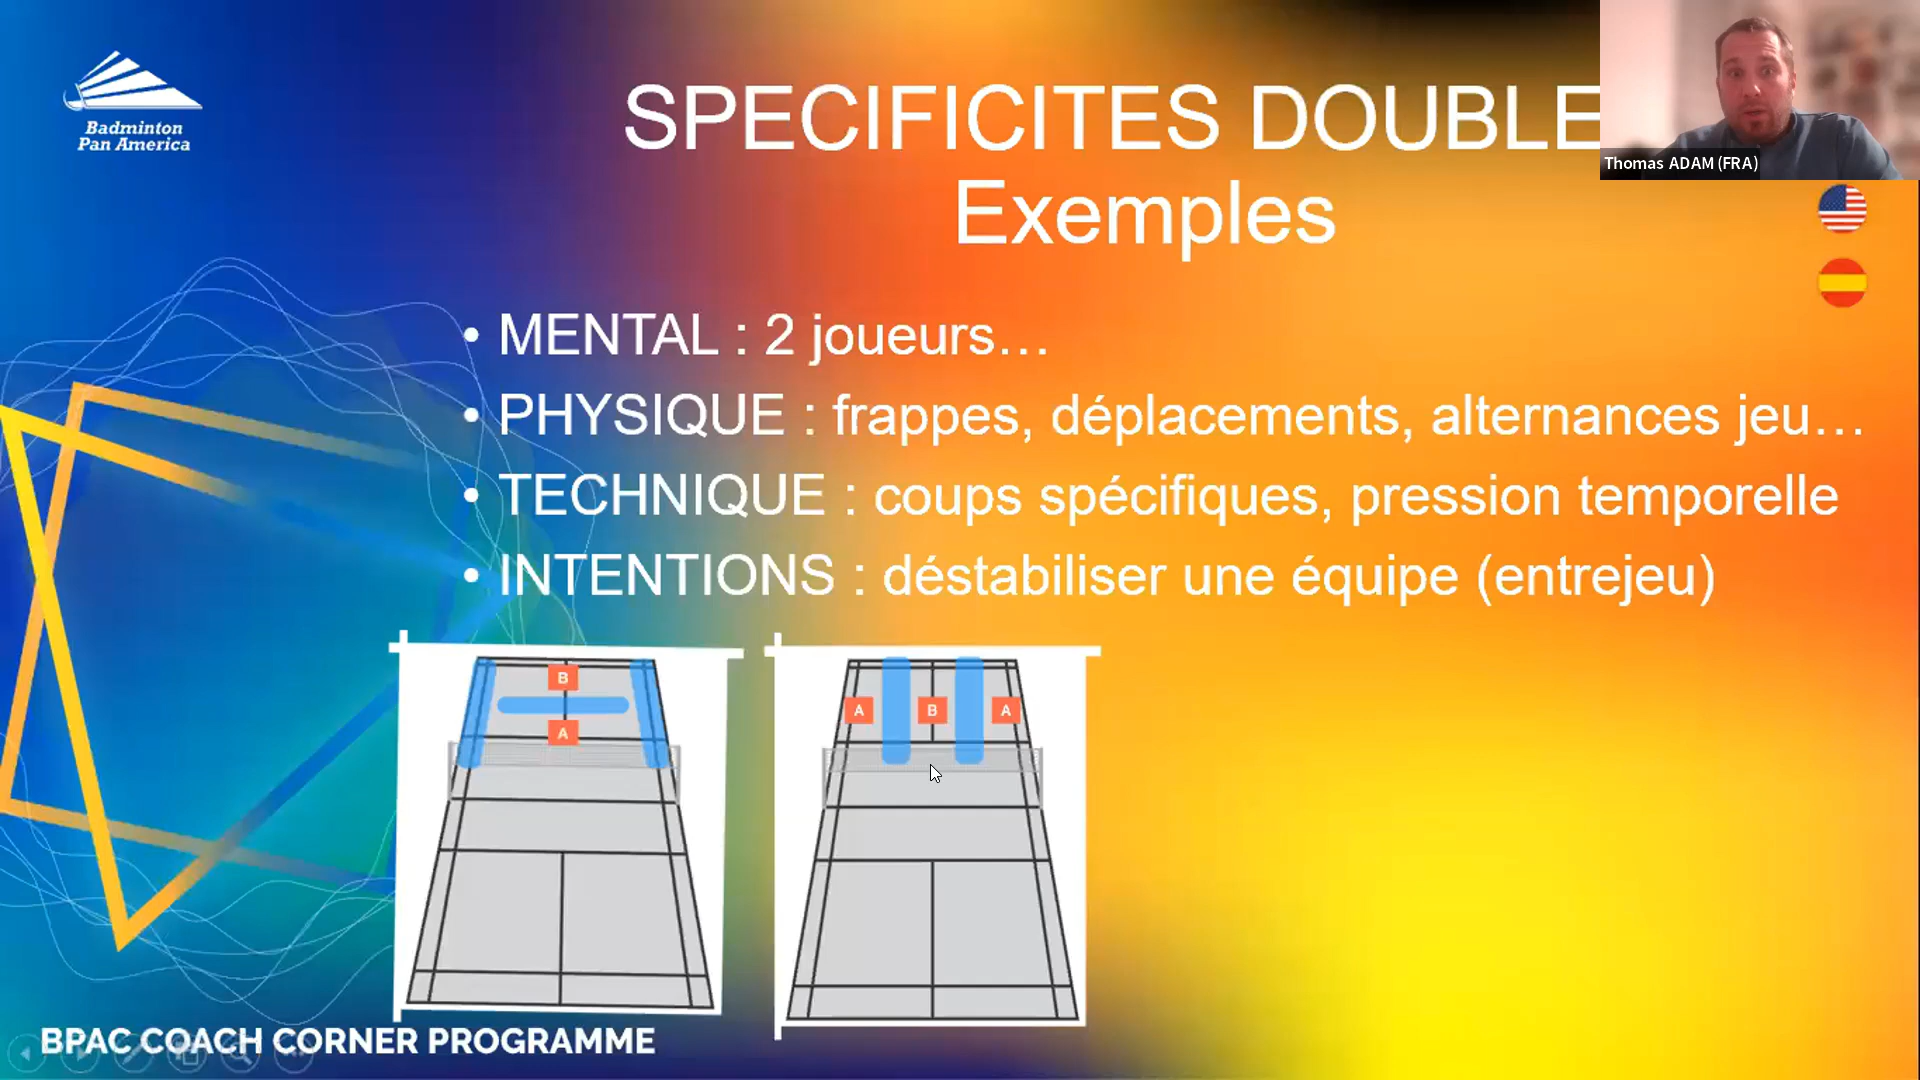 Badminton
Pan America
SPECIFICITES DOUBLE
Exemples
Thomas ADAM (FRA)
• MENTAL : 2 joueurs…
• PHYSIQUE : frappes, déplacements, alternances jeu…
• TECHNIQUE : coups spécifiques, pression temporelle
• INTENTIONS : déstabiliser une équipe (entrejeu)
B
A
A B A
BPAC COACH CORNER PROGRAMME